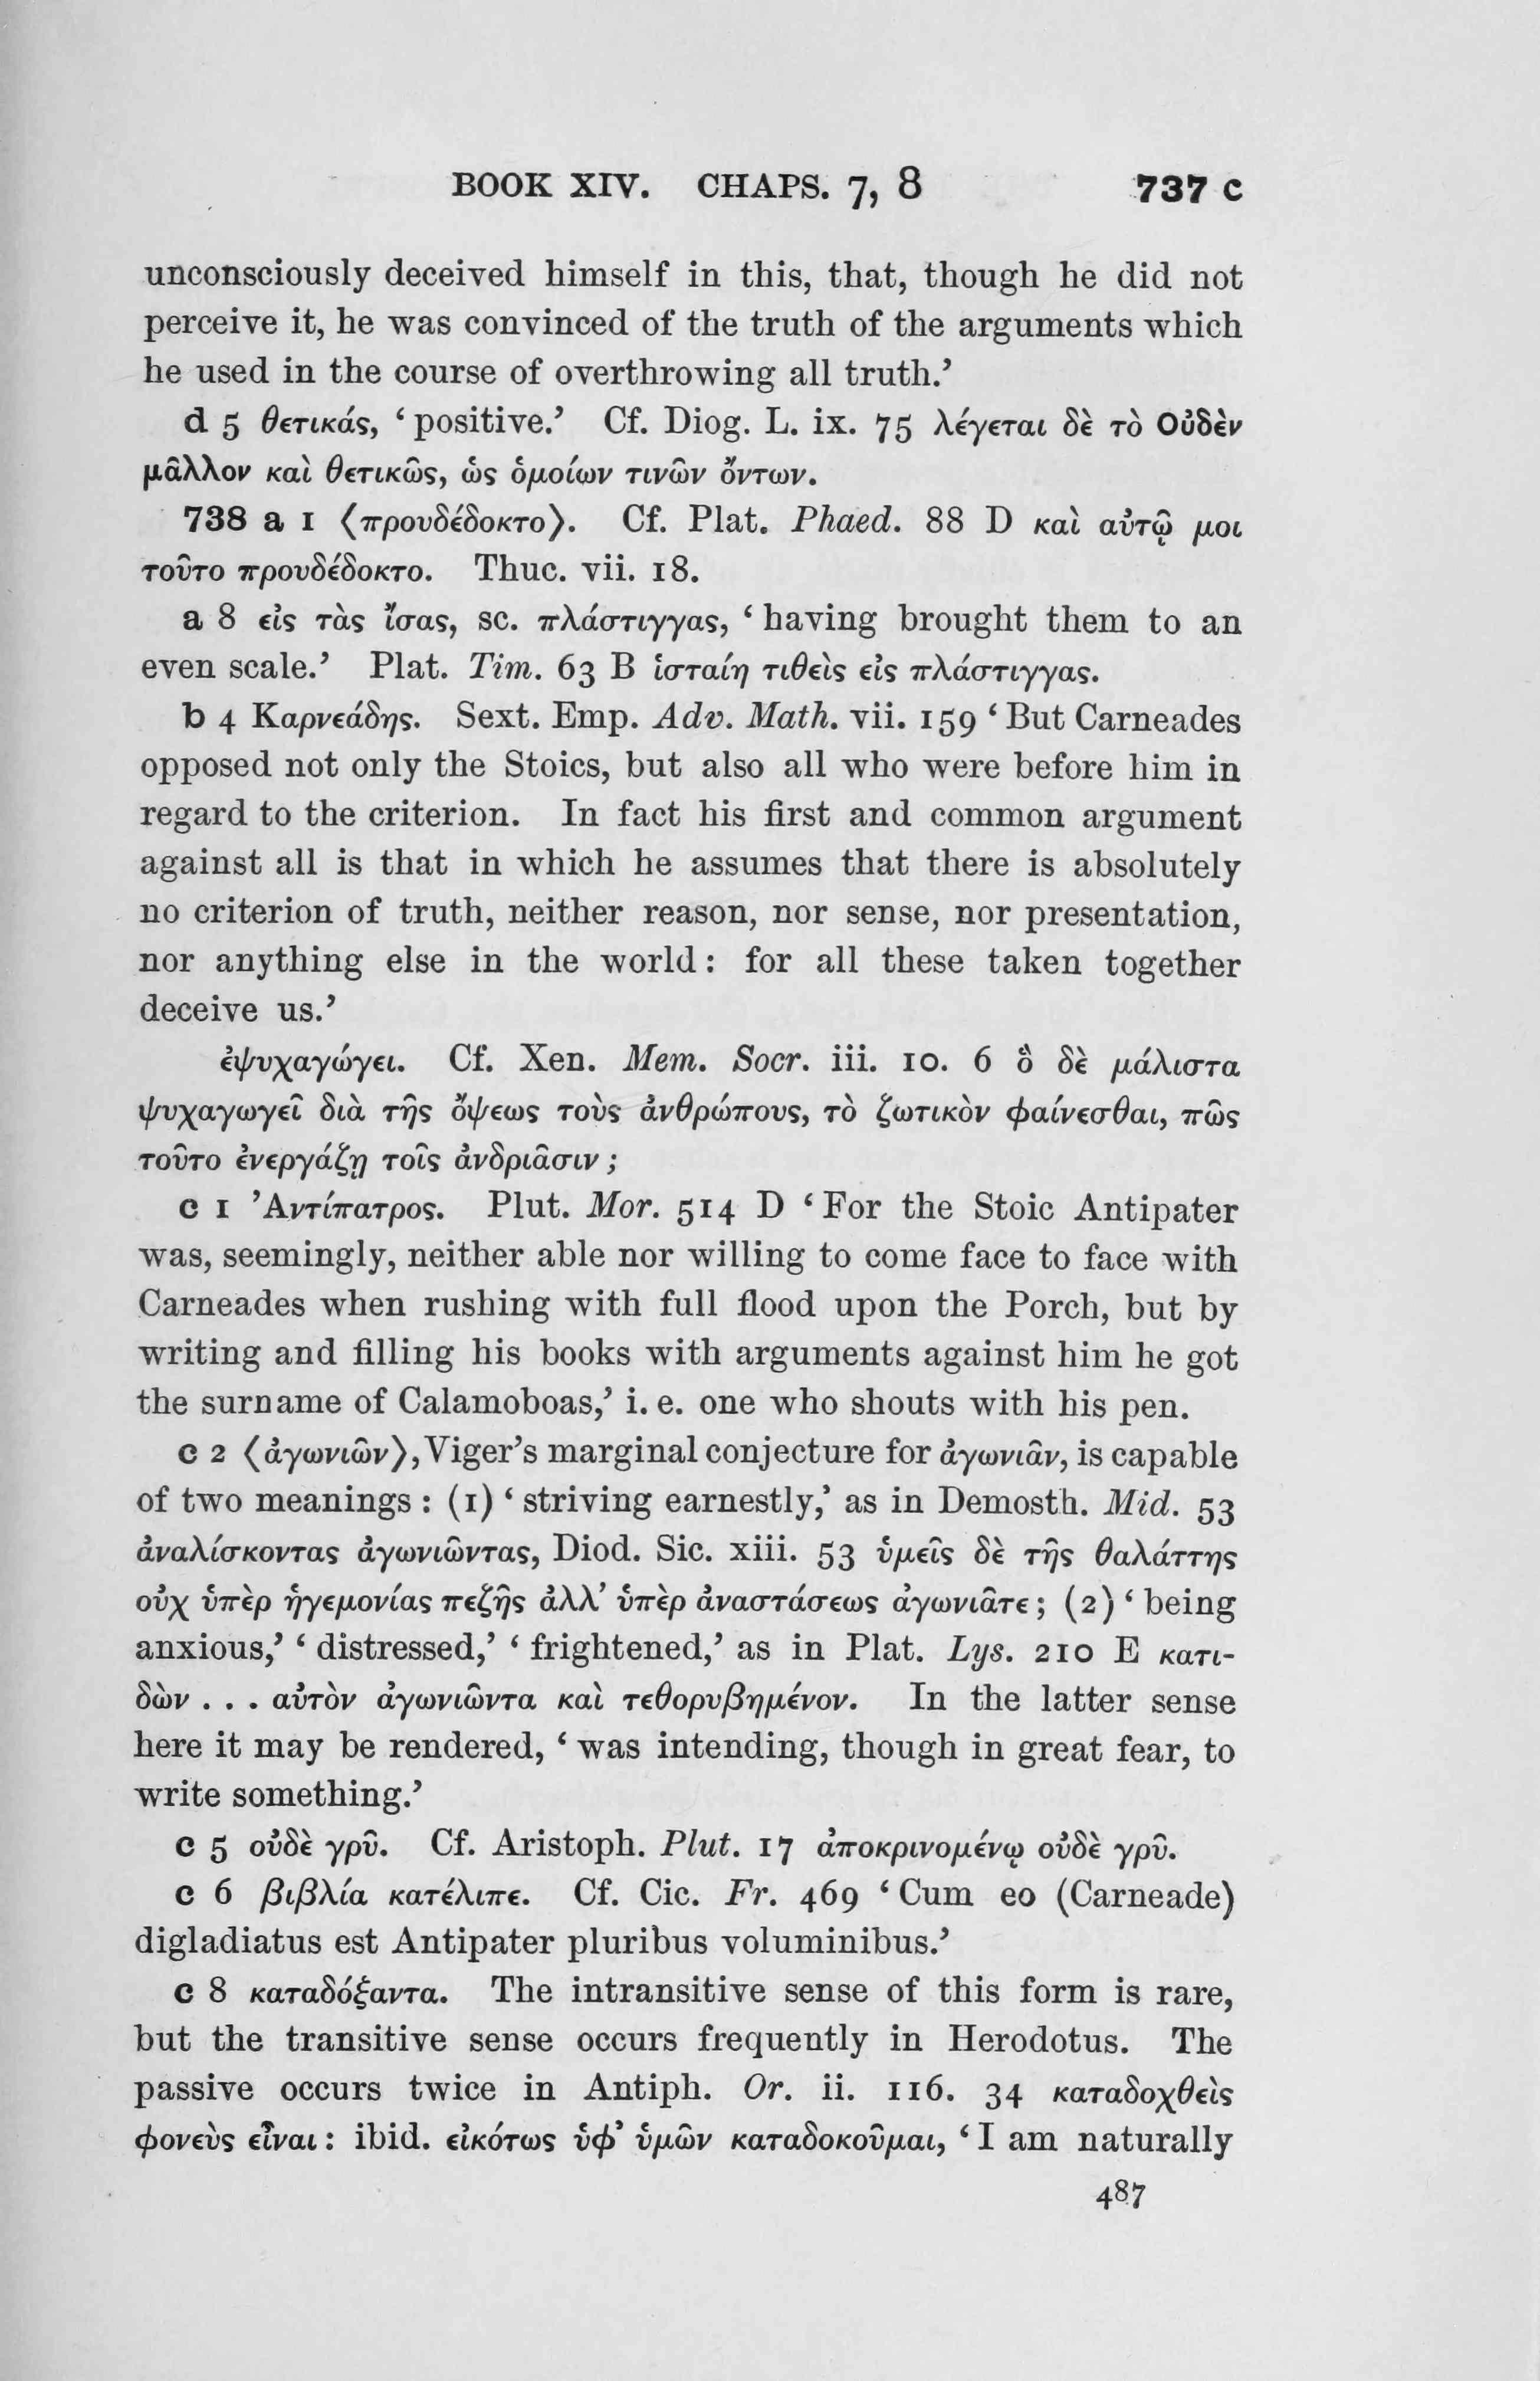 BOOK XIV. CHAPS. 7, 8 737 c
unconsciously deceived himself in this, that, though he did not
perceive it, he was convinced of the truth of the arguments which
he used in the course of overthrowing all truth.’
d 5 θετικάς, ‘positive.’ Cf. Diog. L. ix. 75 λέγεται δὲ τὸ Οὐδὲν
μᾶλλον καὶ θετικῶς, ὡς ὁμοίων τινῶν ὄντων.
738 a 1 ⟨προυδέδοκτο⟩. Cf. Plat. Phaed. 88 D καὶ αὐτῷ μοι
τοῦτο προυδέδοκτο. Thuc. vii. 18.
a 8 εἰς τὰς ἴσας, sc. πλάστιγγας, ‘having brought them to an
even scale.’ Plat. Tim. 63 B ἱσταίη τιθεὶς εἰς πλάστιγγας.
b 4 Καρνεάδης. Sext. Emp. Adv. Math. vii. 159 ‘But Carneades
opposed not only the Stoics, but also all who were before him in
regard to the criterion. In fact his first and common argument
against all is that in which he assumes that there is absolutely
no criterion of truth, neither reason, nor sense, nor presentation,
nor anything else in the world: for all these taken together
deceive us.’
ἐψυχαγώγει. Cf. Xen. Mem. Socr. iii. 10. 6 ὃ δὲ μάλιστα
ψυχαγωγεῖ διὰ τῆς ὄψεως τοὺς ἀνθρώπους, τὸ ζωτικὸν φαίνεσθαι, πῶς
τοῦτο ἐνεργάζῃ τοῖς ἀνδριᾶσιν;
c 1 Ἀντίπατρος. Plut. Mor. 514 D ‘For the Stoic Antipater
was, seemingly, neither able nor willing to come face to face with
Carneades when rushing with full flood upon the Porch, but by
writing and filling his books with arguments against him he got
the surname of Calamoboas,’ i. e. one who shouts with his pen.
c 2 ⟨ἀγωνιῶν⟩, Viger’s marginal conjecture for ἀγωνιᾶν, is capable
of two meanings: (1) ‘striving earnestly,’ as in Demosth. Mid. 53
ἀναλίσκοντας ἀγωνιῶντας, Diod. Sic. xiii. 53 ὑμεῖς δὲ τῆς θαλάττης
οὐχ ὑπὲρ ἡγεμονίας πεζῆς ἀλλ’ ὑπὲρ ἀναστάσεως ἀγωνιᾶτε; (2) ‘being
anxious,’ ‘distressed,’ ‘frightened,’ as in Plat. Lys. 210 E κατι-
δὼν . . . αὐτὸν ἀγωνιῶντα καὶ τεθορυβημένον. In the latter sense
here it may be rendered, ‘was intending, though in great fear, to
write something.’
c 5 οὐδὲ γρῦ. Cf. Aristoph. Plut. 17 ἀποκρινομένῳ οὐδὲ γρῦ.
c 6 βιβλία κατέλιπε. Cf. Cic. Fr. 469 ‘Cum eo (Carneade)
digladiatus est Antipater pluribus voluminibus.’
c 8 καταδόξαντα. The intransitive sense of this form is rare,
but the transitive sense occurs frequently in Herodotus. The
passive occurs twice in Antiph. Or. ii. 116. 34 καταδοχθεὶς
φονεὺς εἶναι: ibid. εἰκότως ὑφ’ ὑμῶν καταδοκοῦμαι, ‘I am naturally
487